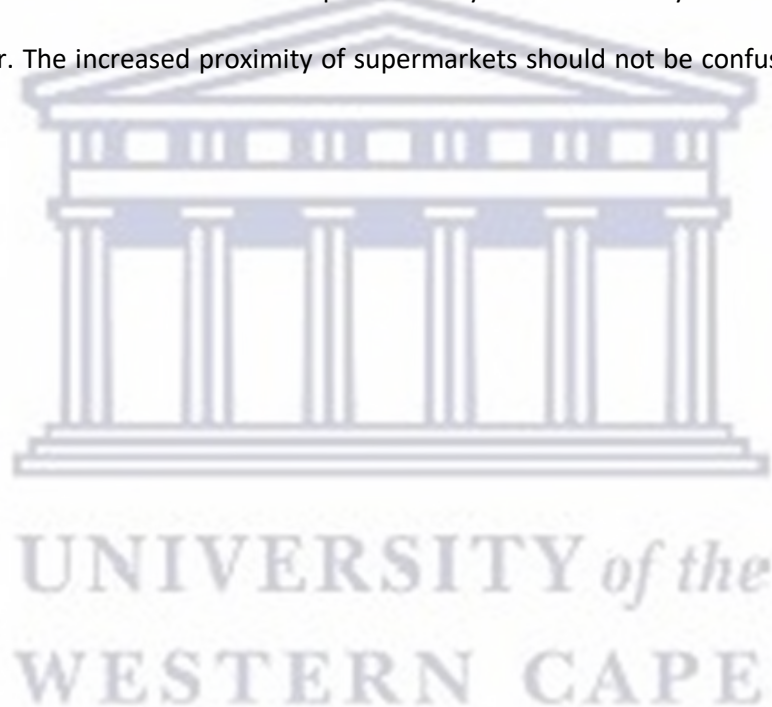 r. The increased proximity of supermarkets should not be confus
UNIVERSITY of the
WESTERN CAPE